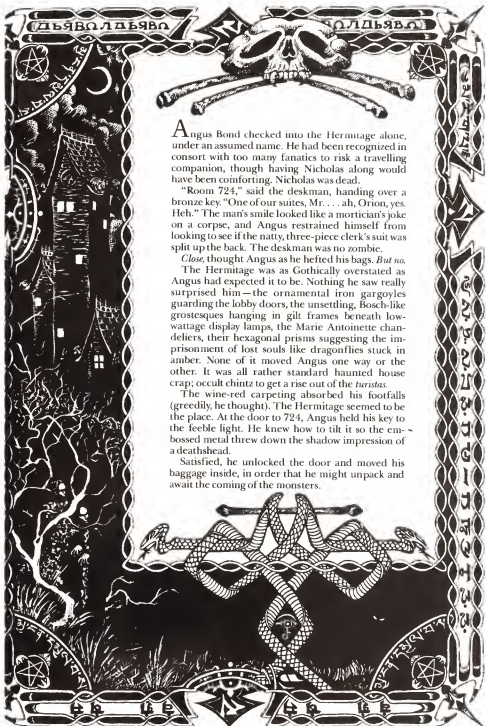 Angus Bond checked into the Hermitage alone,
under an assumed name. He had been recognized in
consort with too many fanatics to risk a travelling
companion, though having Nicholas along would
have been comforting. Nicholas was dead.
"Room 724," said the deskman, handing over a
bronze key. "One of our suites, Mr. . . . ah, Orion, yes.
Heh." The man's smile looked like a mortician's joke
on a corpse, and Angus restrained himself from
looking to see if the natty, three-piece clerk's suit was
split up the back. The deskman was no zombie.
Close, thought Angus as he hefted his bags. But no.
The Hermitage was as Gothically overstated as
Angus had expected it to be. Nothing he saw really
surprised him—the ornamental iron gargoyles
guarding the lobby doors, the unsettling, Bosch-like
grostesques hanging in gilt frames beneath low-
wattage display lamps, the Marie Antoinette chan-
deliers, their hexagonal prisms suggesting the im-
prisonment of lost souls like dragonflies stuck in
amber. None of it moved Angus one way or the
other. It was all rather standard haunted house
crap; occult chintz to get a rise out of the turistas.
The wine-red carpeting absorbed his footfalls
(greedily, he thought). The Hermitage seemed to be
the place. At the door to 724, Angus held his key to
the feeble light. He knew how to tilt it so the em-
bossed metal threw down the shadow impression of
a deathshead.
Satisfied, he unlocked the door and moved his
baggage inside, in order that he might unpack and
await the coming of the monsters.